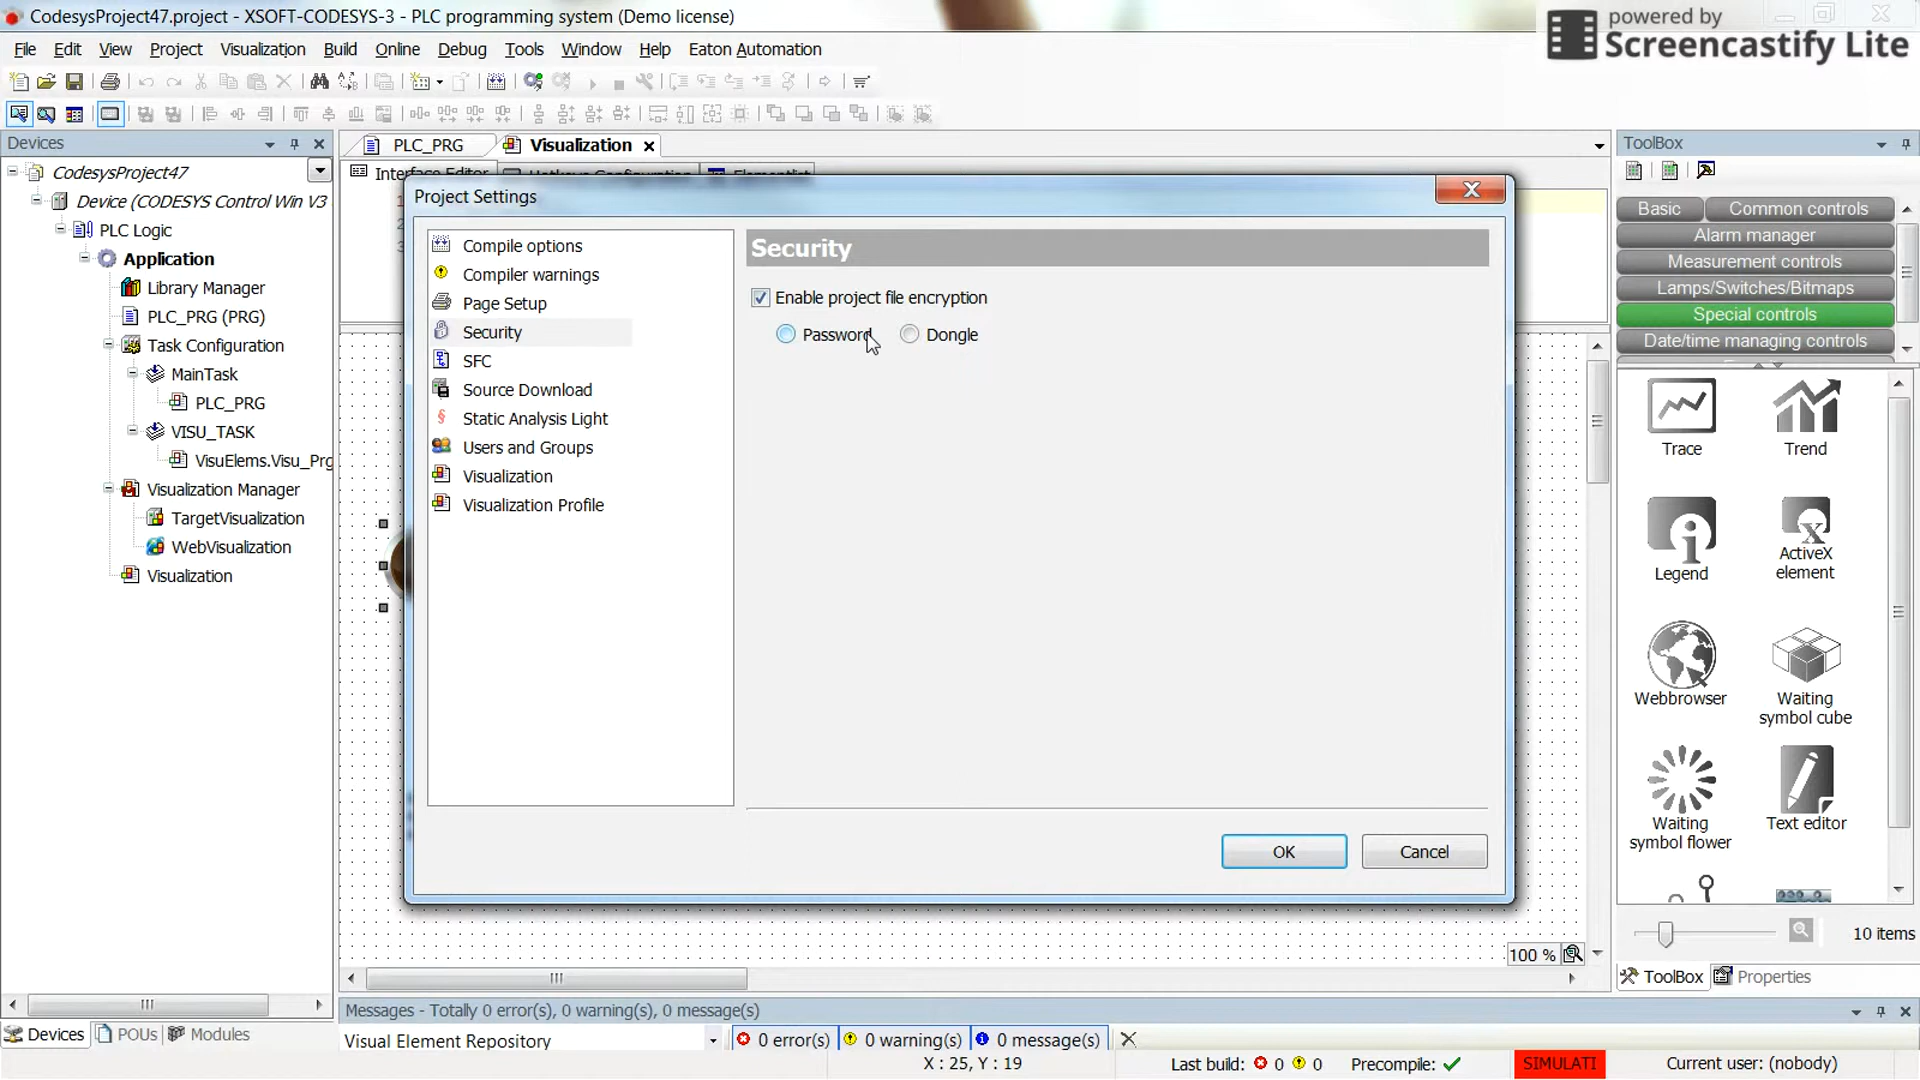 CodesysProject47.project - XSOFT-CODESYS-3 - PLC programming system (Demo license)
powered by
Screencastify Lite
File Edit View Project Visualization Build Online Debug Tools Window Help Eaton Automation
Devices
CodesysProject47
Device (CODESYS Control Win V3
PLC Logic
Application
Library Manager
PLC_PRG (PRG)
Task Configuration
MainTask
PLC_PRG
VISU_TASK
VisuElems.Visu_Prg
Visualization Manager
TargetVisualization
WebVisualization
Visualization
Devices POUs Modules
PLC_PRG Visualization
Interface Editor Hotkeys Configuration Elementlist
Project Settings
Compile options
Compiler warnings
Page Setup
Security
SFC
Source Download
Static Analysis Light
Users and Groups
Visualization
Visualization Profile
Security
Enable project file encryption
Password Dongle
OK Cancel
100 %
ToolBox
Basic Common controls
Alarm manager
Measurement controls
Lamps/Switches/Bitmaps
Special controls
Date/time managing controls
Trace Trend
Legend ActiveX
element
Webbrowser Waiting
symbol cube
Waiting
symbol flower Text editor
10 items
ToolBox Properties
Messages - Totally 0 error(s), 0 warning(s), 0 message(s)
Visual Element Repository 0 error(s) 0 warning(s) 0 message(s)
X : 25, Y : 19 Last build: 0 0 Precompile: SIMULATI Current user: (nobody)